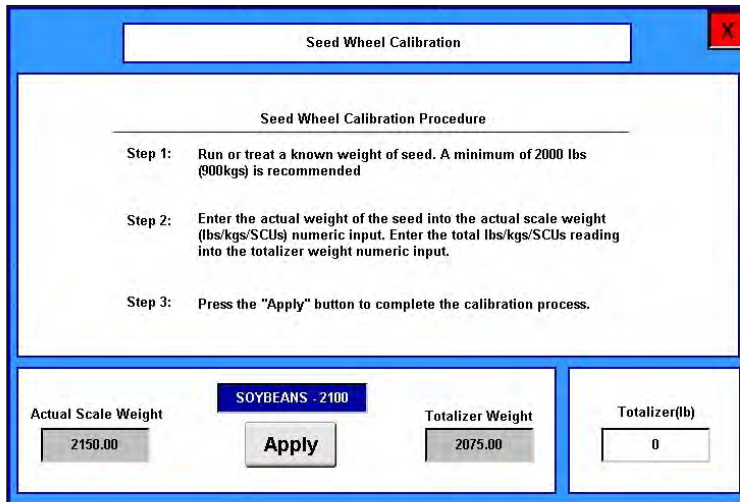 Seed Wheel Calibration
X
Seed Wheel Calibration Procedure
Step 1: Run or treat a known weight of seed. A minimum of 2000 lbs
(900kgs) is recommended
Step 2: Enter the actual weight of the seed into the actual scale weight
(lbs/kgs/SCUs) numeric input. Enter the total lbs/kgs/SCUs reading
into the totalizer weight numeric input.
Step 3: Press the "Apply" button to complete the calibration process.
SOYBEANS - 2100
Actual Scale Weight
Totalizer Weight
Totalizer(lb)
2150.00
Apply
2075.00
0